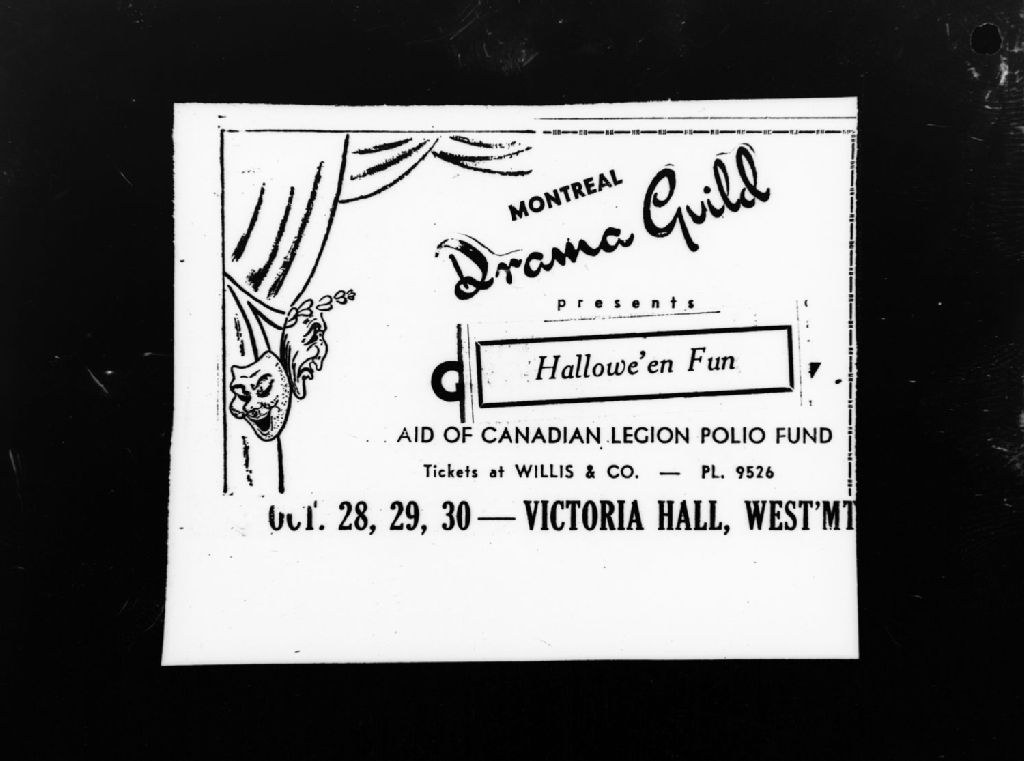 MONTREAL
Drama Guild
presents
Hallowe'en Fun
AID OF CANADIAN LEGION POLIO FUND
Tickets at WILLIS & CO. — PL. 9526
OCT. 28, 29, 30 — VICTORIA HALL, WEST'MT